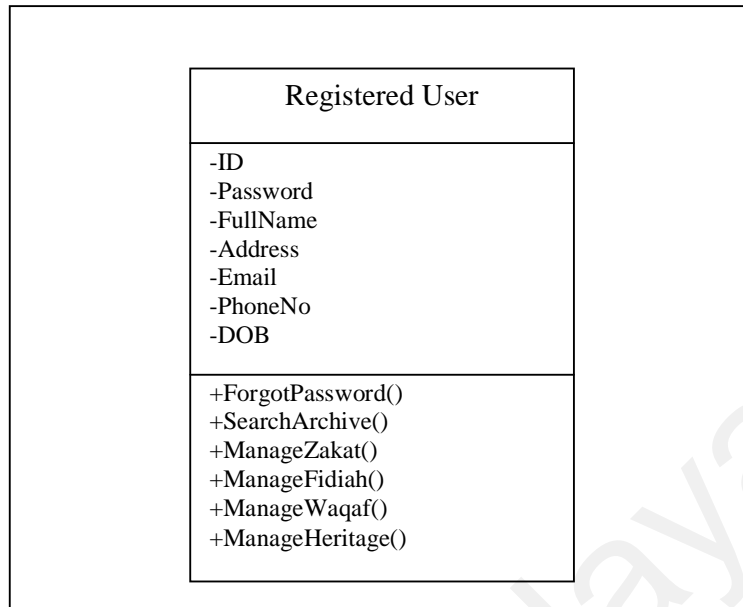 Registered User
-ID
-Password
-FullName
-Address
-Email
-PhoneNo
-DOB
+ForgotPassword()
+SearchArchive()
+ManageZakat()
+ManageFidiah()
+ManageWaqaf()
+ManageHeritage()